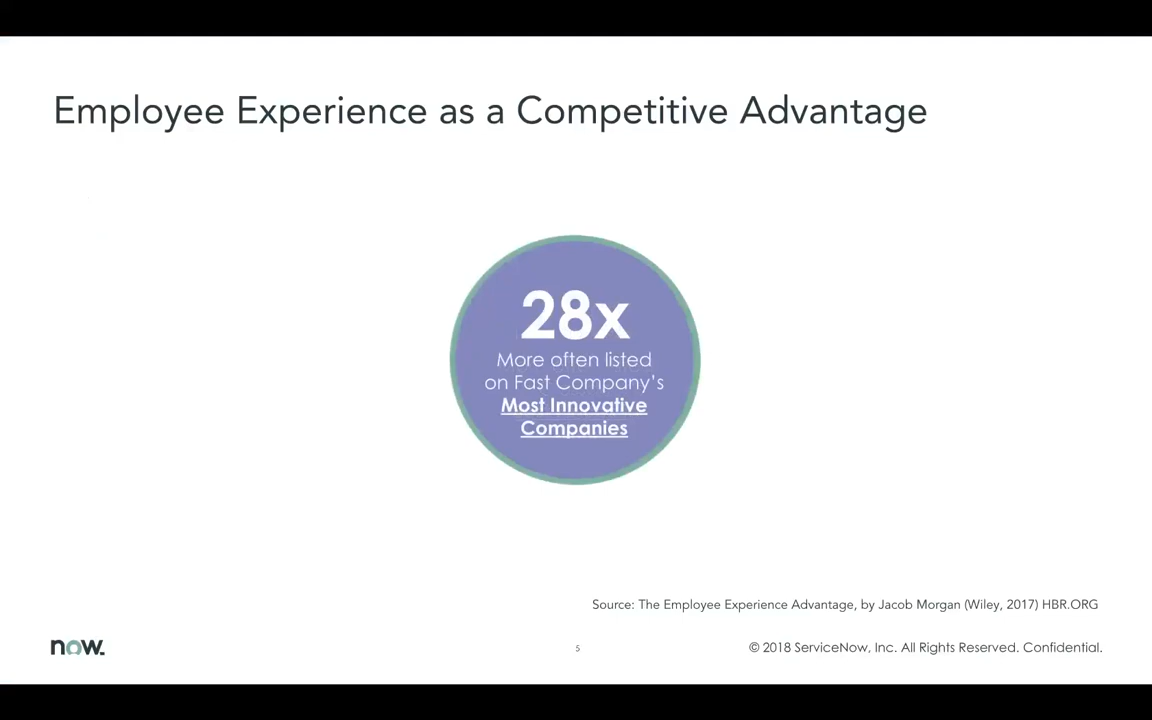 Employee Experience as a Competitive Advantage
28x
More often listed
on Fast Company's
Most Innovative
Companies
Source: The Employee Experience Advantage, by Jacob Morgan (Wiley, 2017) HBR.ORG
now.
5
© 2018 ServiceNow, Inc. All Rights Reserved. Confidential.